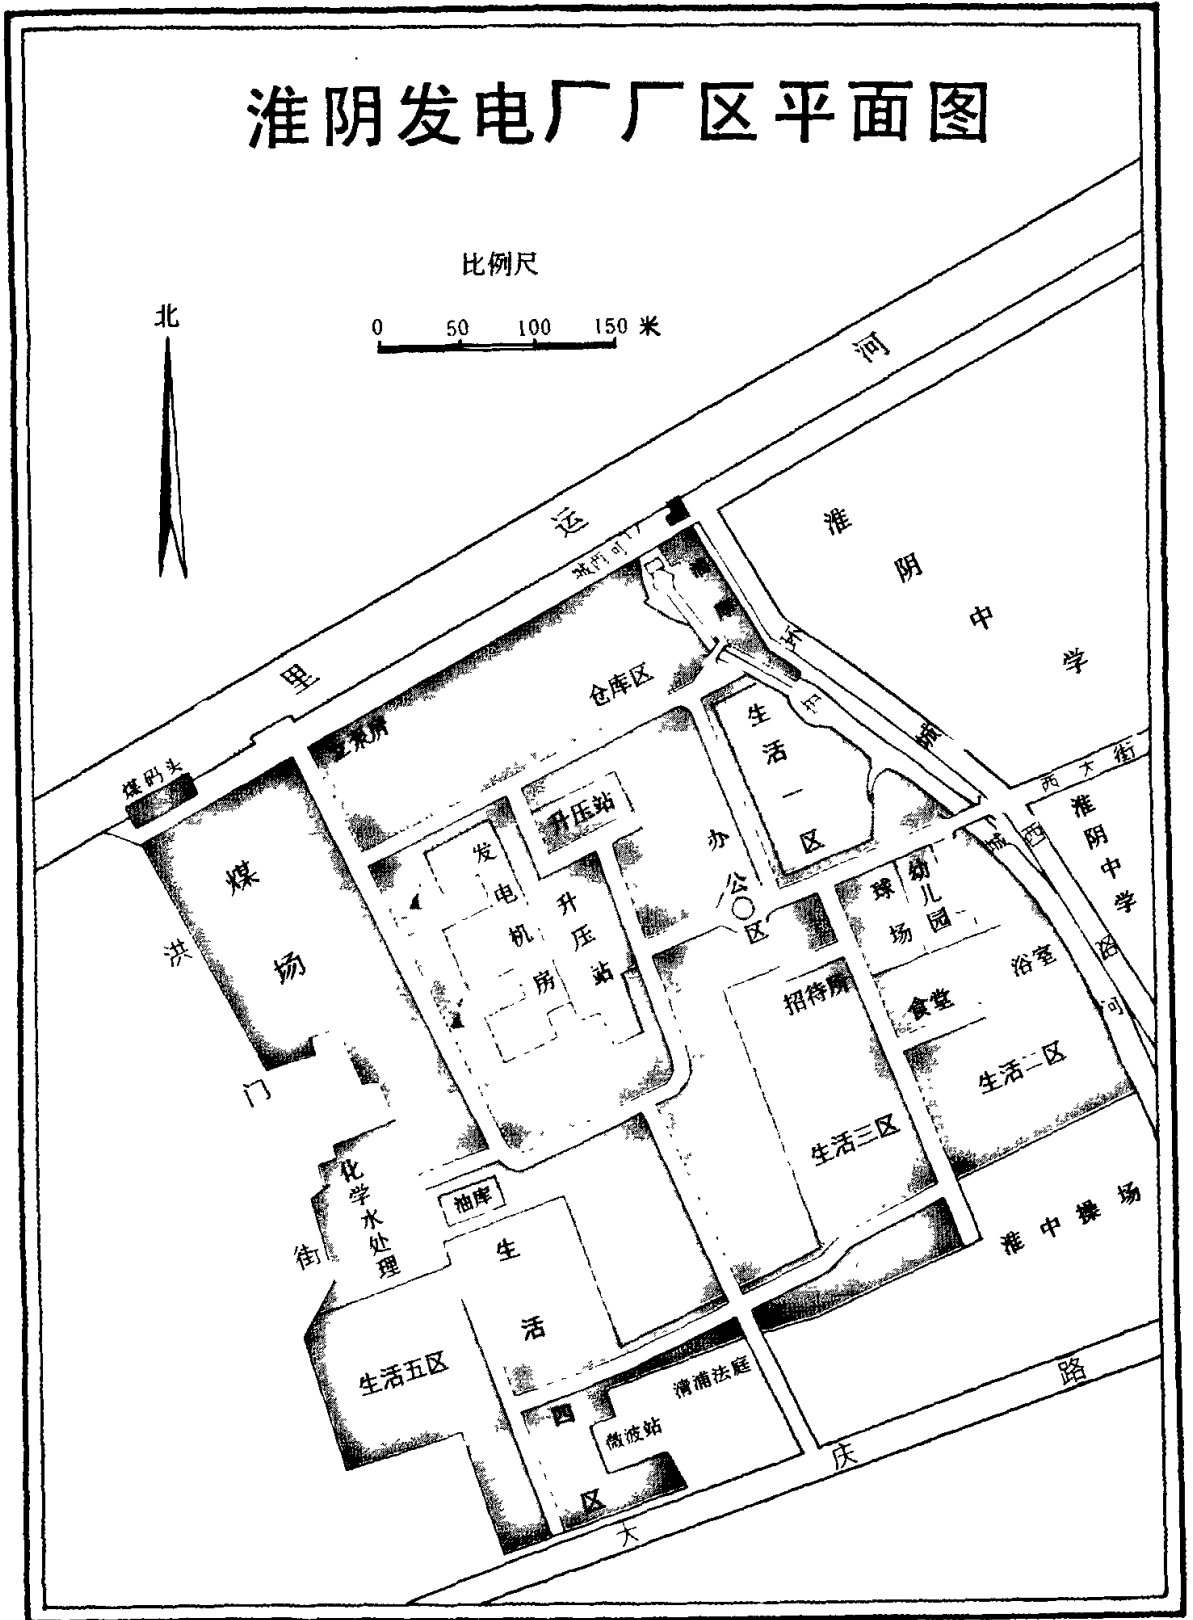 淮阴发电厂厂区平面图
比例尺
北
0 50 100 150 米
里运河
淮阴中学
仓库区
煤码头
升压站
生活一区
环城西路
西大街
淮阴中学
煤场
发电机房
升压站
办公区
球场
幼儿园
浴室
招待所
食堂
生活二区
生活三区
洪门街
化学水处理
油库
淮中操场
生活四区
生活五区
清浦法庭
微波站
大庆路